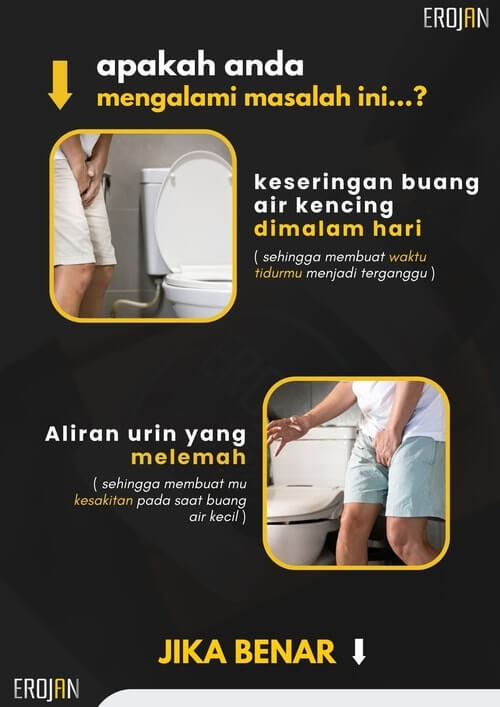 EROJAN
apakah anda
mengalami masalah ini...?
keseringan buang
air kencing
dimalam hari
( sehingga membuat waktu
tidurmu menjadi terganggu )
Aliran urin yang
melemah
( sehingga membuat mu
kesakitan pada saat buang
air kecil )
JIKA BENAR
EROJAN